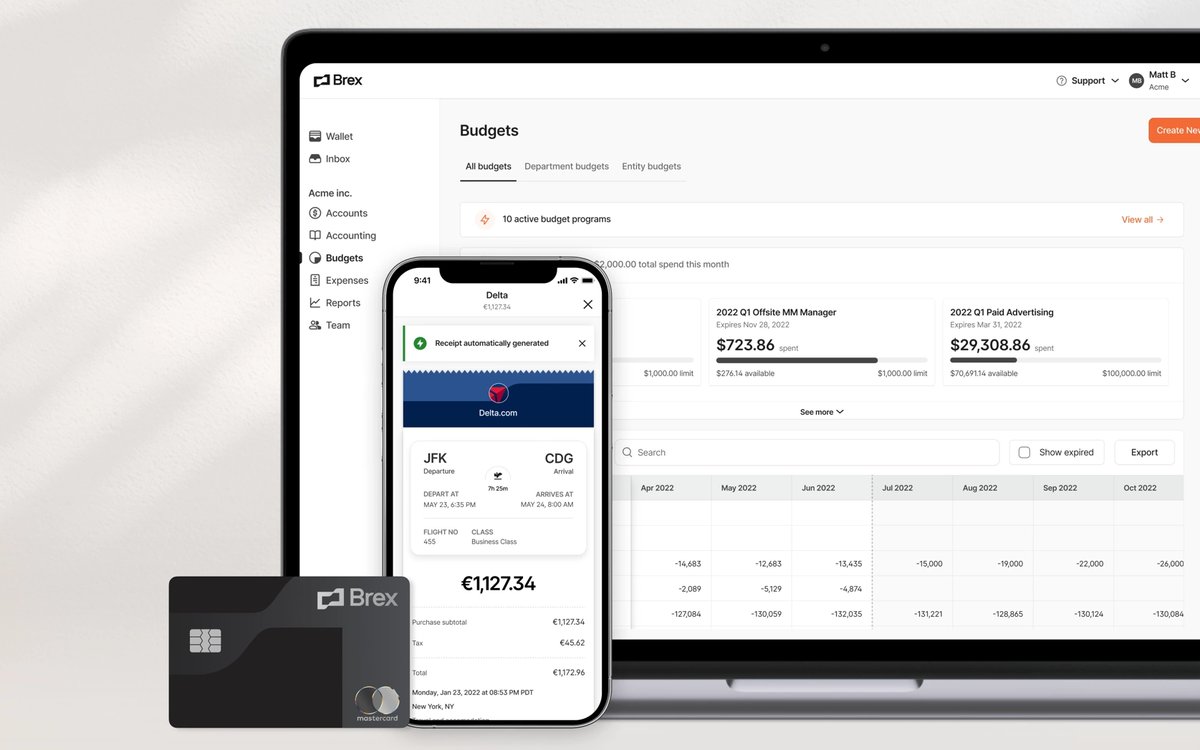 Brex
Support
MB
Matt B
Acme
Wallet
Inbox
Acme inc.
Accounts
Accounting
Budgets
Expenses
Reports
Team
Budgets
Create New
All budgets
Department budgets
Entity budgets
10 active budget programs
View all →
$2,000.00 total spend this month
$1,000.00 limit
2022 Q1 Offsite MM Manager
Expires Nov 28, 2022
$723.86 spent
$276.14 available
$1,000.00 limit
2022 Q1 Paid Advertising
Expires Mar 31, 2022
$29,308.86 spent
$70,691.14 available
$100,000.00 limit
See more
Search
Show expired
Export
Apr 2022 May 2022 Jun 2022 Jul 2022 Aug 2022 Sep 2022 Oct 2022
-14,683 -12,683 -13,435 -15,000 -19,000 -22,000 -26,000
-2,089 -5,129 -4,874
-127,084 -130,059 -132,035 -131,221 -128,865 -130,124 -130,084
9:41
Delta
€1,127.34
Receipt automatically generated
Delta.com
JFK CDG
Departure Arrival
7h 25m
DEPART AT ARRIVES AT
MAY 23, 6:35 PM MAY 24, 8:00 AM
FLIGHT NO CLASS
455 Business Class
€1,127.34
Purchase subtotal €1,127.34
Tax €45.62
Total €1,172.96
Monday, Jan 23, 2022 at 08:53 PM PDT
New York, NY
Brex
mastercard